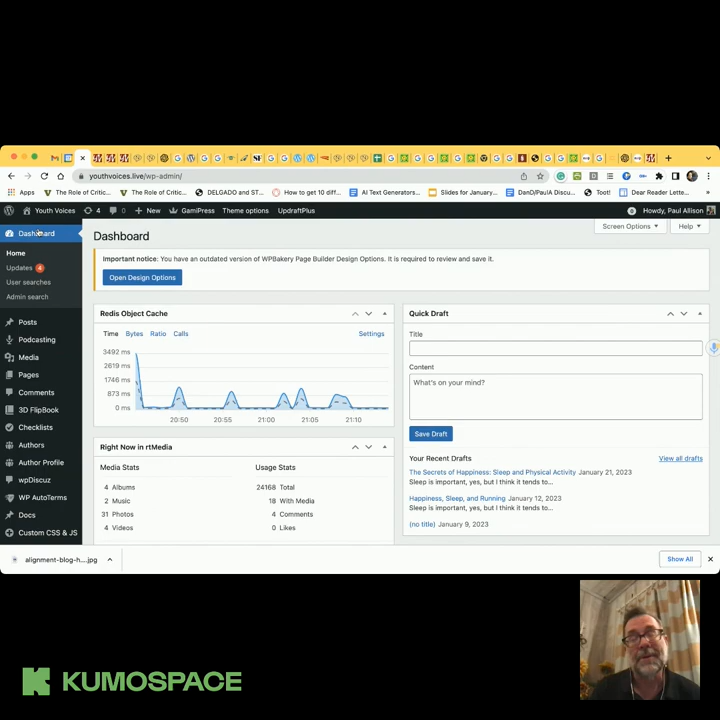 youthvoices.live/wp-admin/
Apps
The Role of Critic...
The Role of Critic...
DELGADO and ST...
How to get 10 diff...
AI Text Generators...
Slides for January...
DanD/PaulA Discu...
Toot!
Dear Reader Letter...
Youth Voices
4
0
New
GamiPress
Theme options
UpdraftPlus
Howdy, Paul Allison
Dashboard
Home
Updates 4
User searches
Admin search
Posts
Podcasting
Media
Pages
Comments
3D FlipBook
Checklists
Authors
Author Profile
wpDiscuz
WP AutoTerms
Docs
Custom CSS & JS
Dashboard
Screen Options
Help
Important notice: You have an outdated version of WPBakery Page Builder Design Options. It is required to review and save it.
Open Design Options
Redis Object Cache
Time Bytes Ratio Calls
Settings
3492 ms
2619 ms
1746 ms
873 ms
0 ms
20:50 20:55 21:00 21:05 21:10
Right Now in rtMedia
Media Stats
Usage Stats
4 Albums
24168 Total
2 Music
18 With Media
31 Photos
4 Comments
4 Videos
0 Likes
Quick Draft
Title
Content
What's on your mind?
Save Draft
Your Recent Drafts
View all drafts
The Secrets of Happiness: Sleep and Physical Activity January 21, 2023
Sleep is important, yes, but I think it tends to...
Happiness, Sleep, and Running January 12, 2023
Sleep is important, yes, but I think it tends to...
(no title) January 9, 2023
alignment-blog-h....jpg
Show All
KUMOSPACE